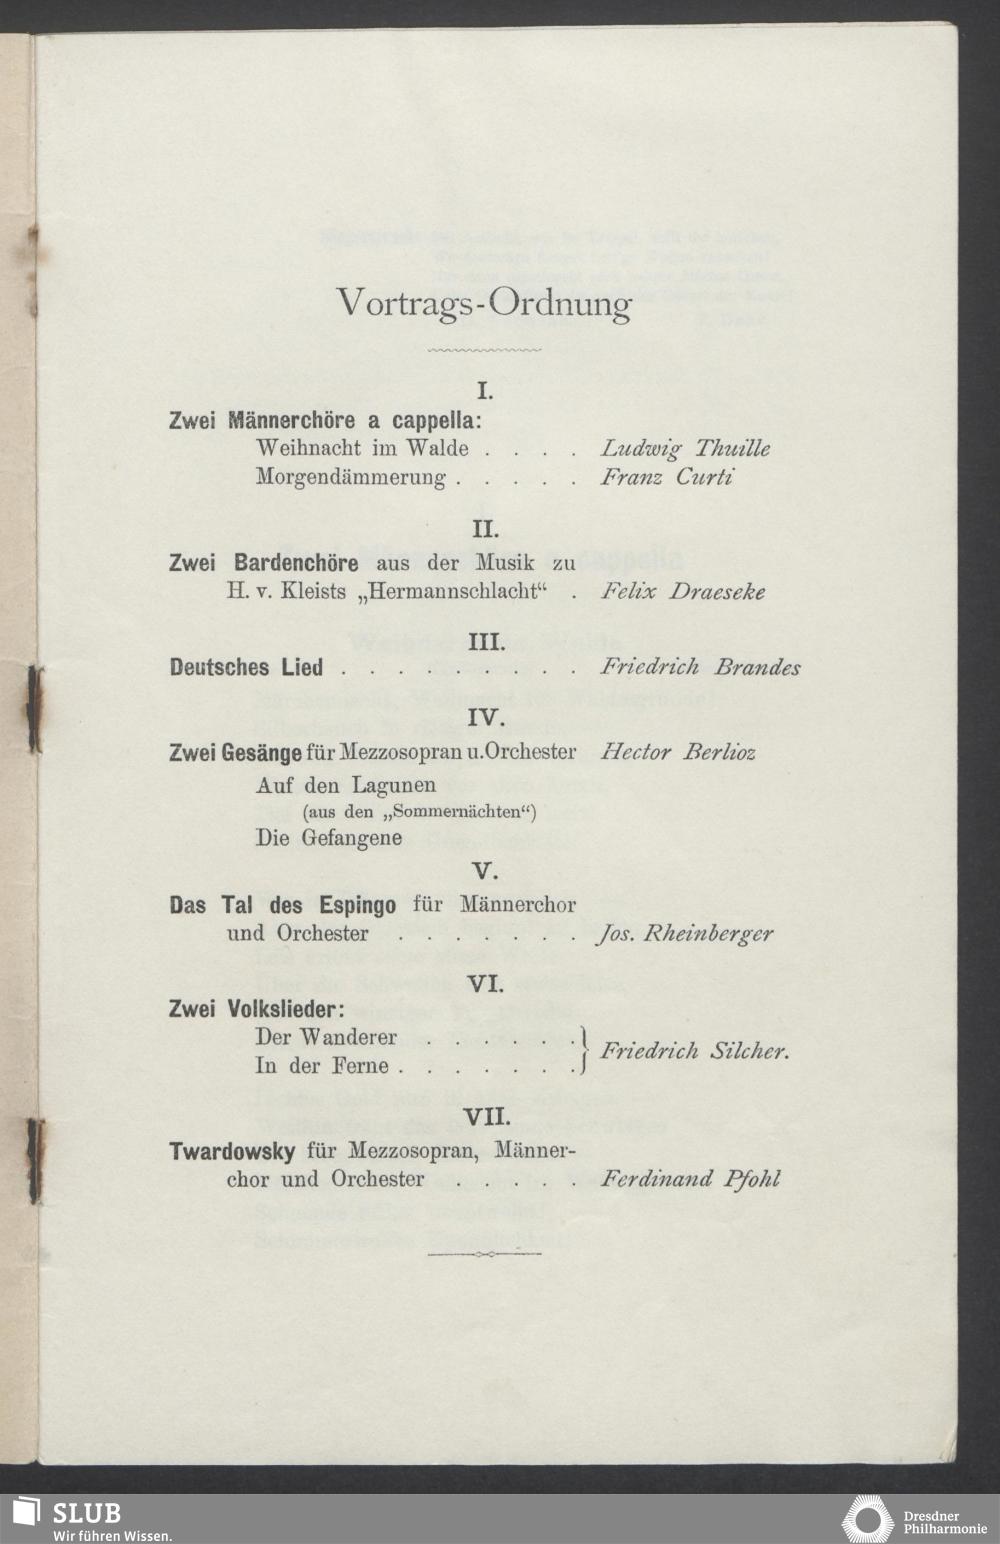 Vortrags-Ordnung
I.
Zwei Männerchöre a cappella:
Weihnacht im Walde . . . . Ludwig Thuille
Morgendämmerung . . . . . Franz Curti
II.
Zwei Bardenchöre aus der Musik zu
H. v. Kleists „Hermannschlacht“ . Felix Draeseke
III.
Deutsches Lied . . . . . . . . . Friedrich Brandes
IV.
Zwei Gesänge für Mezzosopran u. Orchester Hector Berlioz
Auf den Lagunen
(aus den „Sommernächten“)
Die Gefangene
V.
Das Tal des Espingo für Männerchor
und Orchester . . . . . . . Jos. Rheinberger
VI.
Zwei Volkslieder:
Der Wanderer . . . . . .
In der Ferne . . . . . . . } Friedrich Silcher.
VII.
Twardowsky für Mezzosopran, Männer-
chor und Orchester . . . . . Ferdinand Pfohl
SLUB
Wir führen Wissen.
Dresdner
Philharmonie